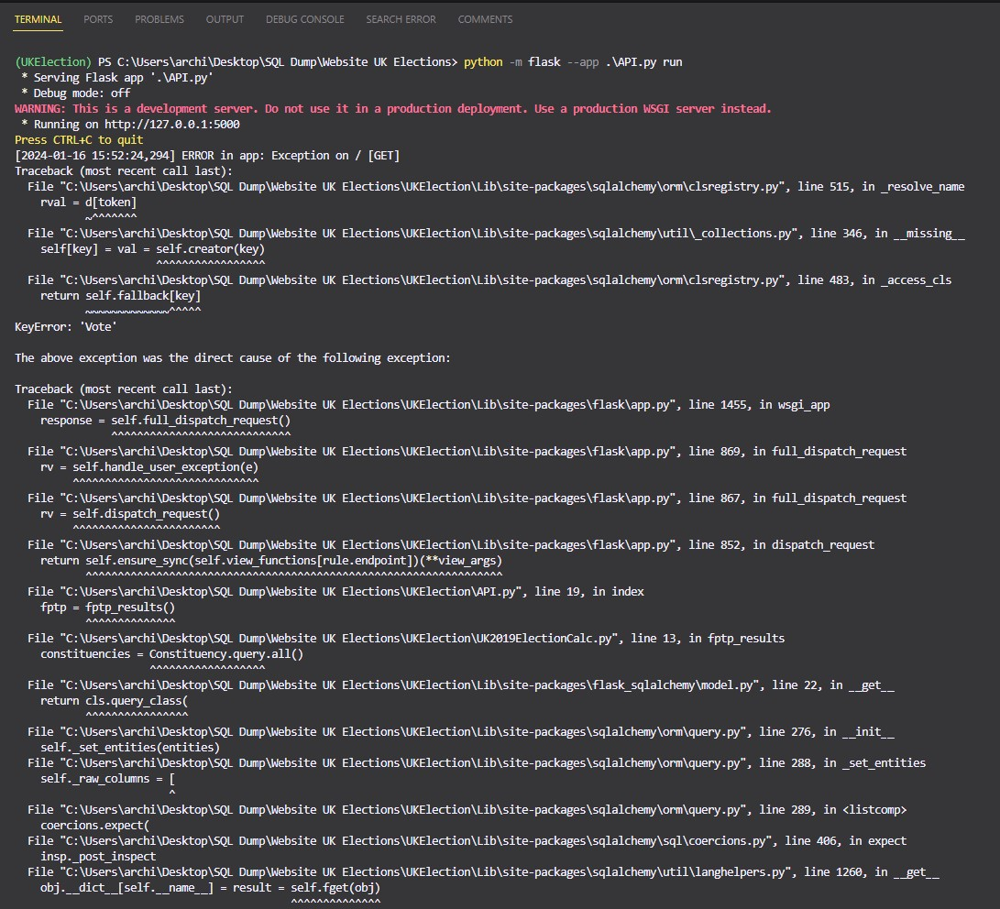 TERMINAL PORTS PROBLEMS OUTPUT DEBUG CONSOLE SEARCH ERROR COMMENTS
(UKElection) PS C:\Users\archi\Desktop\SQL Dump\Website UK Elections> python -m flask --app .\API.py run
 * Serving Flask app '.\API.py'
 * Debug mode: off
WARNING: This is a development server. Do not use it in a production deployment. Use a production WSGI server instead.
 * Running on http://127.0.0.1:5000
Press CTRL+C to quit
[2024-01-16 15:52:24,294] ERROR in app: Exception on / [GET]
Traceback (most recent call last):
  File "C:\Users\archi\Desktop\SQL Dump\Website UK Elections\UKElection\Lib\site-packages\sqlalchemy\orm\clsregistry.py", line 515, in _resolve_name
    rval = d[token]
           ~^^^^^^^
  File "C:\Users\archi\Desktop\SQL Dump\Website UK Elections\UKElection\Lib\site-packages\sqlalchemy\util\_collections.py", line 346, in __missing__
    self[key] = val = self.creator(key)
                      ^^^^^^^^^^^^^^^^^
  File "C:\Users\archi\Desktop\SQL Dump\Website UK Elections\UKElection\Lib\site-packages\sqlalchemy\orm\clsregistry.py", line 483, in _access_cls
    return self.fallback[key]
           ~~~~~~~~~~~~~^^^^^
KeyError: 'Vote'
The above exception was the direct cause of the following exception:
Traceback (most recent call last):
  File "C:\Users\archi\Desktop\SQL Dump\Website UK Elections\UKElection\Lib\site-packages\flask\app.py", line 1455, in wsgi_app
    response = self.full_dispatch_request()
               ^^^^^^^^^^^^^^^^^^^^^^^^^^^^
  File "C:\Users\archi\Desktop\SQL Dump\Website UK Elections\UKElection\Lib\site-packages\flask\app.py", line 869, in full_dispatch_request
    rv = self.handle_user_exception(e)
         ^^^^^^^^^^^^^^^^^^^^^^^^^^^^^
  File "C:\Users\archi\Desktop\SQL Dump\Website UK Elections\UKElection\Lib\site-packages\flask\app.py", line 867, in full_dispatch_request
    rv = self.dispatch_request()
         ^^^^^^^^^^^^^^^^^^^^^^^
  File "C:\Users\archi\Desktop\SQL Dump\Website UK Elections\UKElection\Lib\site-packages\flask\app.py", line 852, in dispatch_request
    return self.ensure_sync(self.view_functions[rule.endpoint])(**view_args)
           ^^^^^^^^^^^^^^^^^^^^^^^^^^^^^^^^^^^^^^^^^^^^^^^^^^^^^^^^^^^^^^^^^
  File "C:\Users\archi\Desktop\SQL Dump\Website UK Elections\UKElection\API.py", line 19, in index
    fptp = fptp_results()
           ^^^^^^^^^^^^^^
  File "C:\Users\archi\Desktop\SQL Dump\Website UK Elections\UKElection\UK2019ElectionCalc.py", line 13, in fptp_results
    constituencies = Constituency.query.all()
                     ^^^^^^^^^^^^^^^^^^
  File "C:\Users\archi\Desktop\SQL Dump\Website UK Elections\UKElection\Lib\site-packages\flask_sqlalchemy\model.py", line 22, in __get__
    return cls.query_class(
           ^^^^^^^^^^^^^^^^
  File "C:\Users\archi\Desktop\SQL Dump\Website UK Elections\UKElection\Lib\site-packages\sqlalchemy\orm\query.py", line 276, in __init__
    self._set_entities(entities)
  File "C:\Users\archi\Desktop\SQL Dump\Website UK Elections\UKElection\Lib\site-packages\sqlalchemy\orm\query.py", line 288, in _set_entities
    self._raw_columns = [
                        ^
  File "C:\Users\archi\Desktop\SQL Dump\Website UK Elections\UKElection\Lib\site-packages\sqlalchemy\orm\query.py", line 289, in <listcomp>
    coercions.expect(
  File "C:\Users\archi\Desktop\SQL Dump\Website UK Elections\UKElection\Lib\site-packages\sqlalchemy\sql\coercions.py", line 406, in expect
    insp._post_inspect
  File "C:\Users\archi\Desktop\SQL Dump\Website UK Elections\UKElection\Lib\site-packages\sqlalchemy\util\langhelpers.py", line 1260, in __get__
    obj.__dict__[self.__name__] = result = self.fget(obj)
                                           ^^^^^^^^^^^^^^